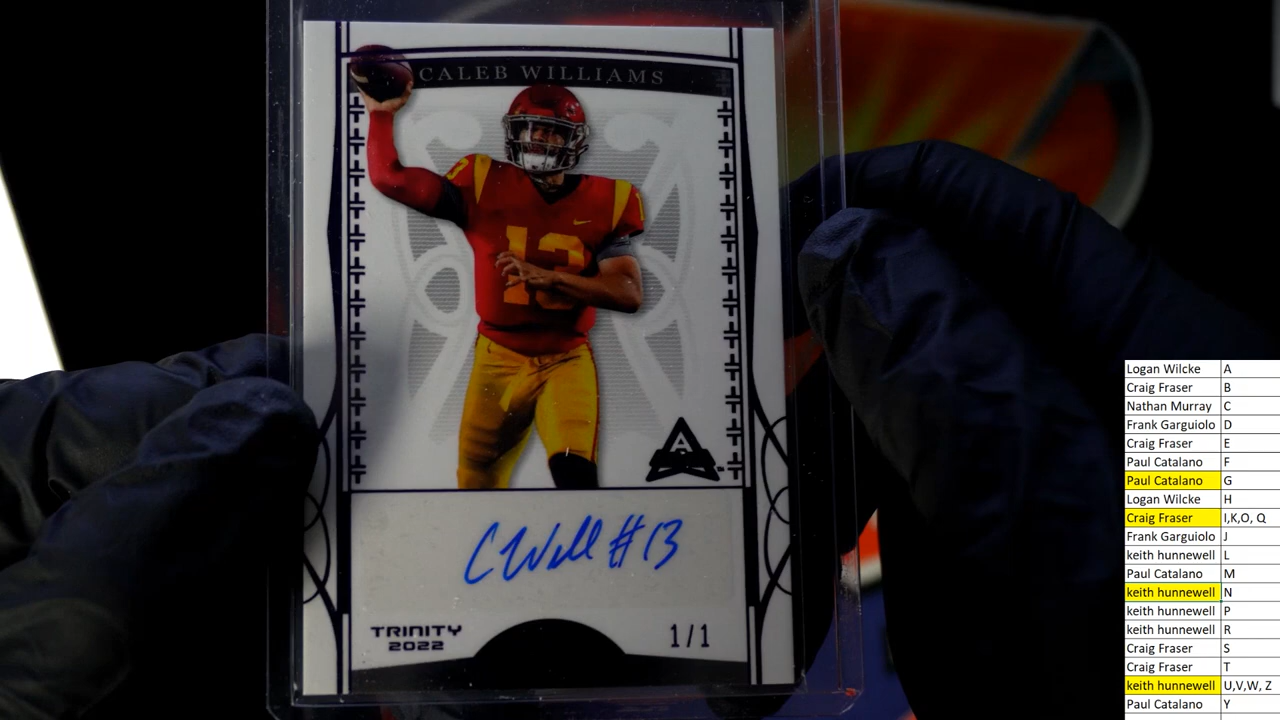 CALEB WILLIAMS
13
A
C Will #13
TRINITY
2022
1/1
Logan Wilcke A
Craig Fraser B
Nathan Murray C
Frank Garguiolo D
Craig Fraser E
Paul Catalano F
Paul Catalano G
Logan Wilcke H
Craig Fraser I,K,O, Q
Frank Garguiolo J
keith hunnewell L
Paul Catalano M
keith hunnewell N
keith hunnewell P
keith hunnewell R
Craig Fraser S
Craig Fraser T
keith hunnewell U,V,W, Z
Paul Catalano Y